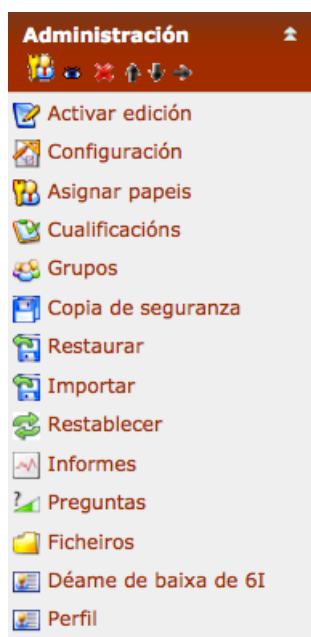 Administración
Activar edición
Configuración
Asignar papeis
Cualificacións
Grupos
Copia de seguranza
Restaurar
Importar
Restablecer
Informes
Preguntas
Ficheiros
Déame de baixa de 6I
Perfil